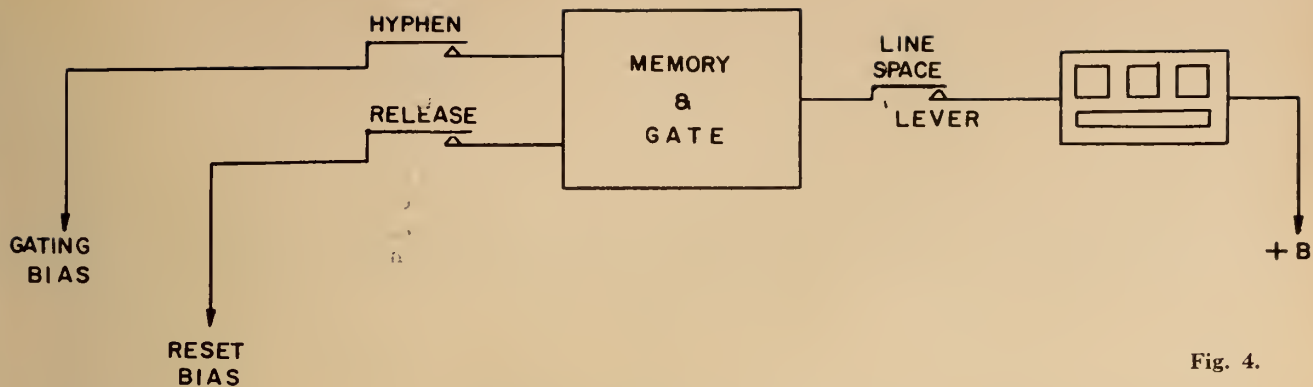 HYPHEN
RELEASE
MEMORY
&
GATE
LINE
SPACE
LEVER
GATING
BIAS
RESET
BIAS
+ B
Fig. 4.